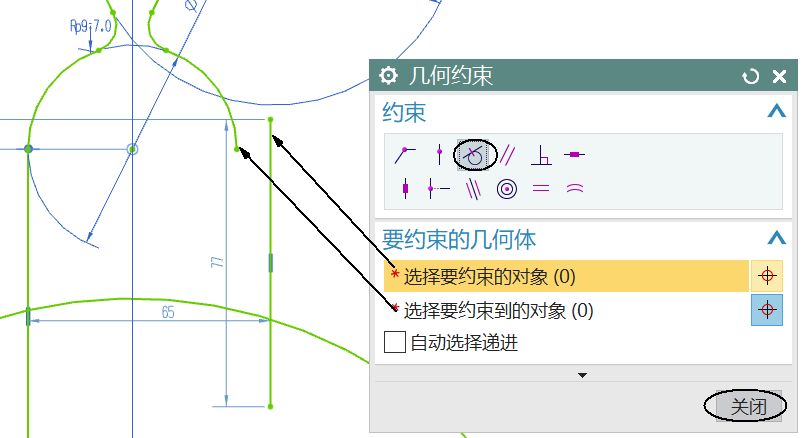 Rp9:7.0
几何约束
约束
要约束的几何体
* 选择要约束的对象 (0)
* 选择要约束到的对象 (0)
自动选择递进
关闭
77
65